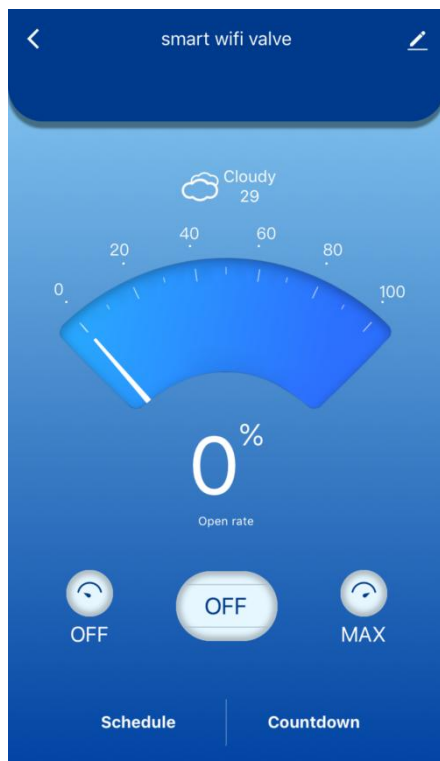 smart wifi valve
Cloudy
29
0 20 40 60 80 100
0%
Open rate
OFF
OFF
MAX
Schedule
Countdown